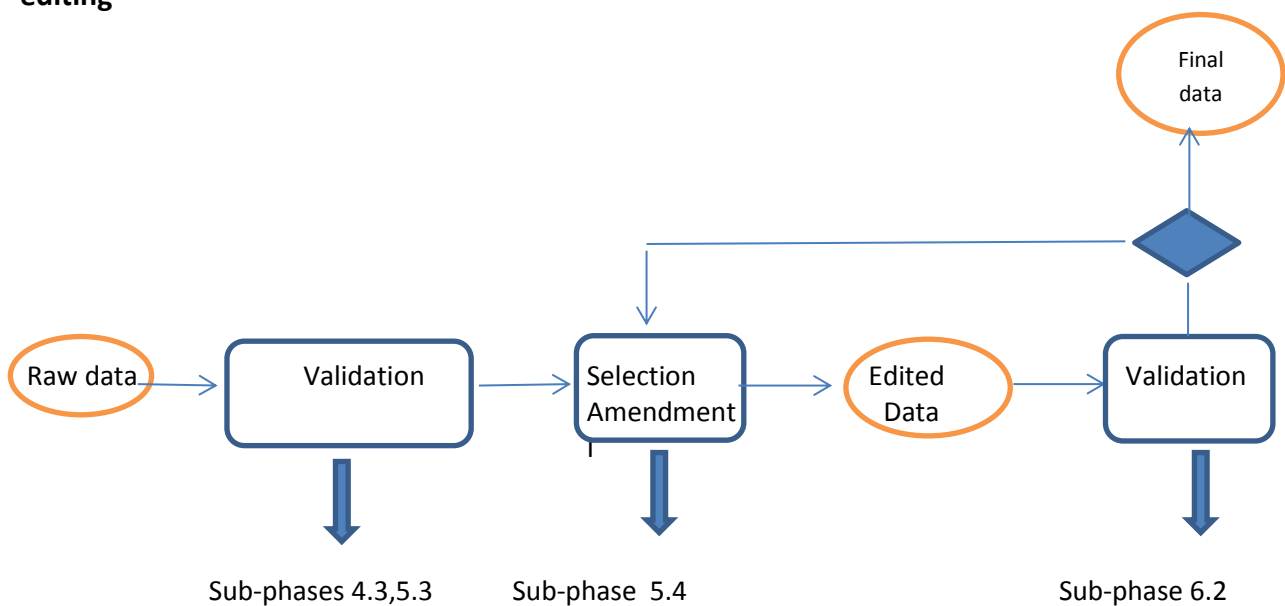 editing
Final
data
Raw data
Validation
Selection
Amendment
Edited
Data
Validation
Sub-phases 4.3,5.3
Sub-phase 5.4
Sub-phase 6.2